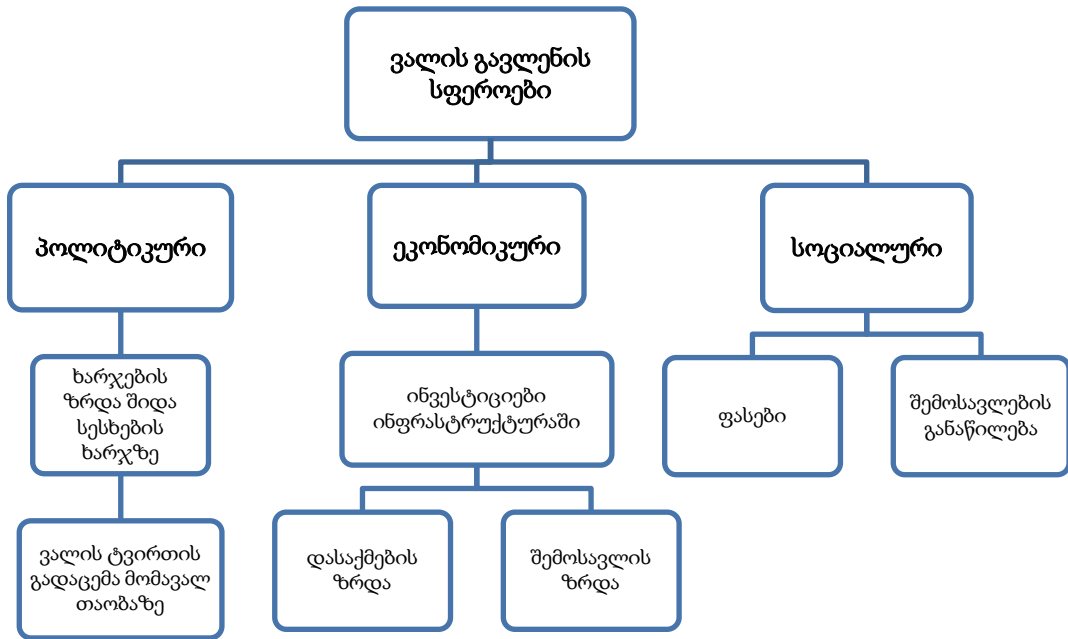 ვალის გავლენის
სფეროები
პოლიტიკური
ეკონომიკური
სოციალური
ხარჯების
ზრდა შიდა
სესხების
ხარჯზე
ინვესტიციები
ინფრასტრუქტურაში
ფასები
შემოსავლების
განაწილება
ვალის ტვირთის
გადაცემა მომავალ
თაობაზე
დასაქმების
ზრდა
შემოსავლის
ზრდა